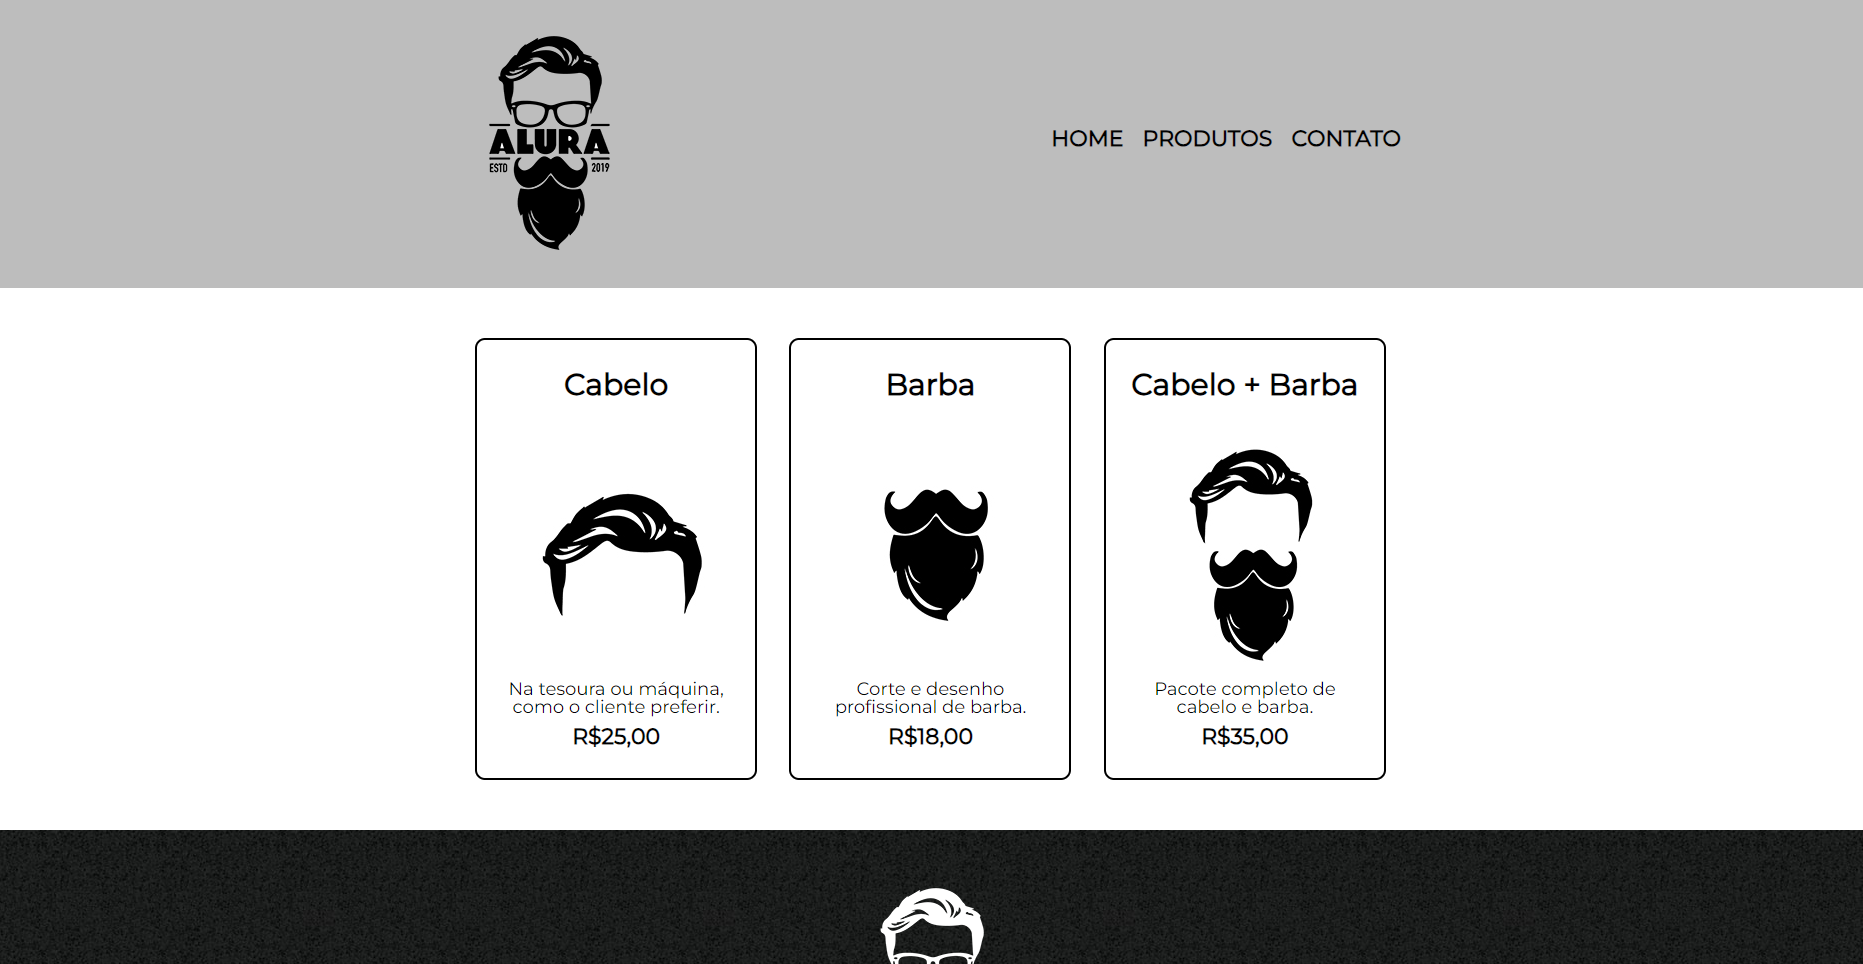 ALURA
ESTD 2019
HOME PRODUTOS CONTATO
Cabelo
Na tesoura ou máquina,
como o cliente preferir.
R$25,00
Barba
Corte e desenho
profissional de barba.
R$18,00
Cabelo + Barba
Pacote completo de
cabelo e barba.
R$35,00